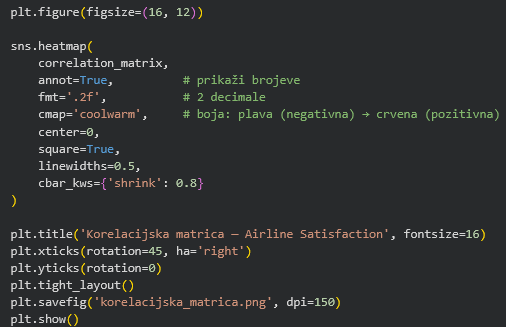 plt.figure(figsize=(16, 12))
sns.heatmap(
    correlation_matrix,
    annot=True,          # prikaži brojeve
    fmt='.2f',           # 2 decimale
    cmap='coolwarm',     # boja: plava (negativna) → crvena (pozitivna)
    center=0,
    square=True,
    linewidths=0.5,
    cbar_kws={'shrink': 0.8}
)
plt.title('Korelacijska matrica — Airline Satisfaction', fontsize=16)
plt.xticks(rotation=45, ha='right')
plt.yticks(rotation=0)
plt.tight_layout()
plt.savefig('korelacijska_matrica.png', dpi=150)
plt.show()